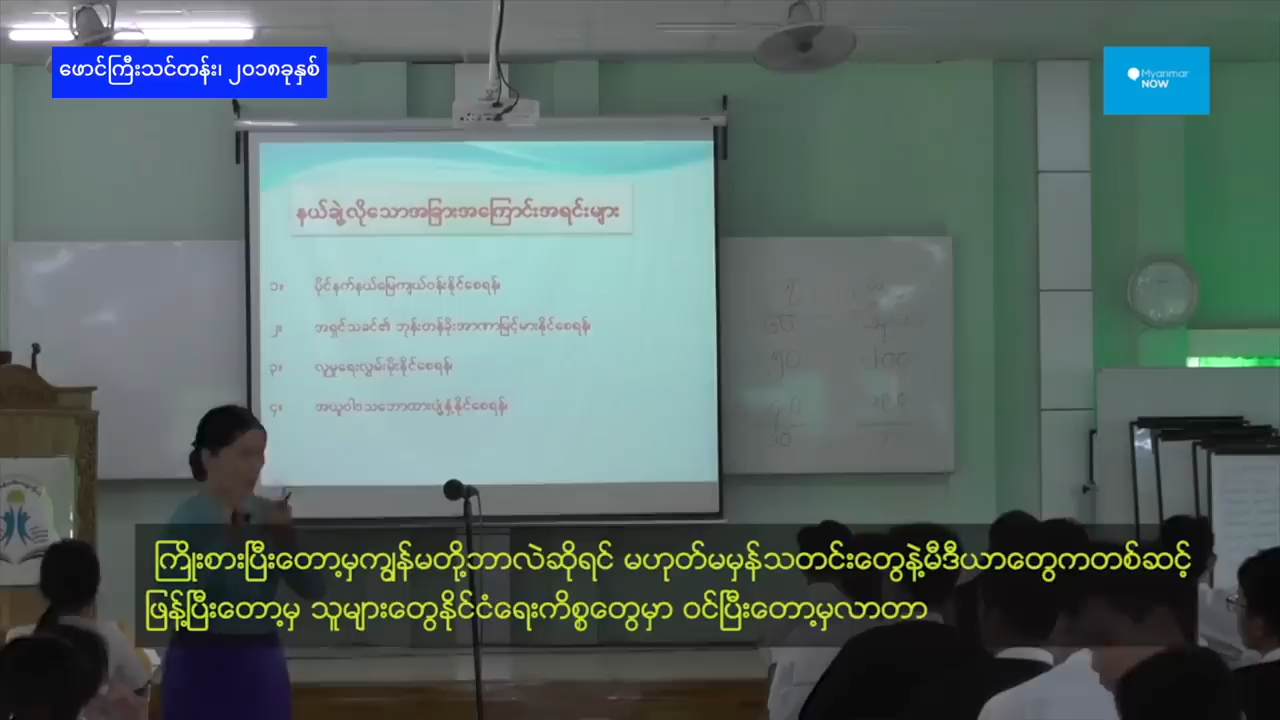 ဖောင်ကြီးသင်တန်း၊ ၂၀၁၈ခုနှစ်
Myanmar
NOW
နယ်ချဲ့လိုသောအခြားအကြောင်းအရင်းများ
၁။ ပိုင်နက်နယ်မြေကျယ်ဝန်းနိုင်စေရန်၊
၂။ အရှင်သခင်၏ ဘုန်းတန်ခိုးအာဏာမြင့်မားနိုင်စေရန်၊
၃။ လူမှုရေးလွှမ်းမိုးနိုင်စေရန်၊
၄။ အယူဝါဒသဘောထားပျံ့နှံ့နိုင်စေရန်၊
ကြိုးစားပြီးတော့မှကျွန်မတို့ဘာလဲဆိုရင် မဟုတ်မမှန်သတင်းတွေနဲ့မီဒီယာတွေကတစ်ဆင့်
ဖြန့်ပြီးတော့မှ သူများတွေနိုင်ငံရေးကိစ္စတွေမှာ ဝင်ပြီးတော့မှလာတာ